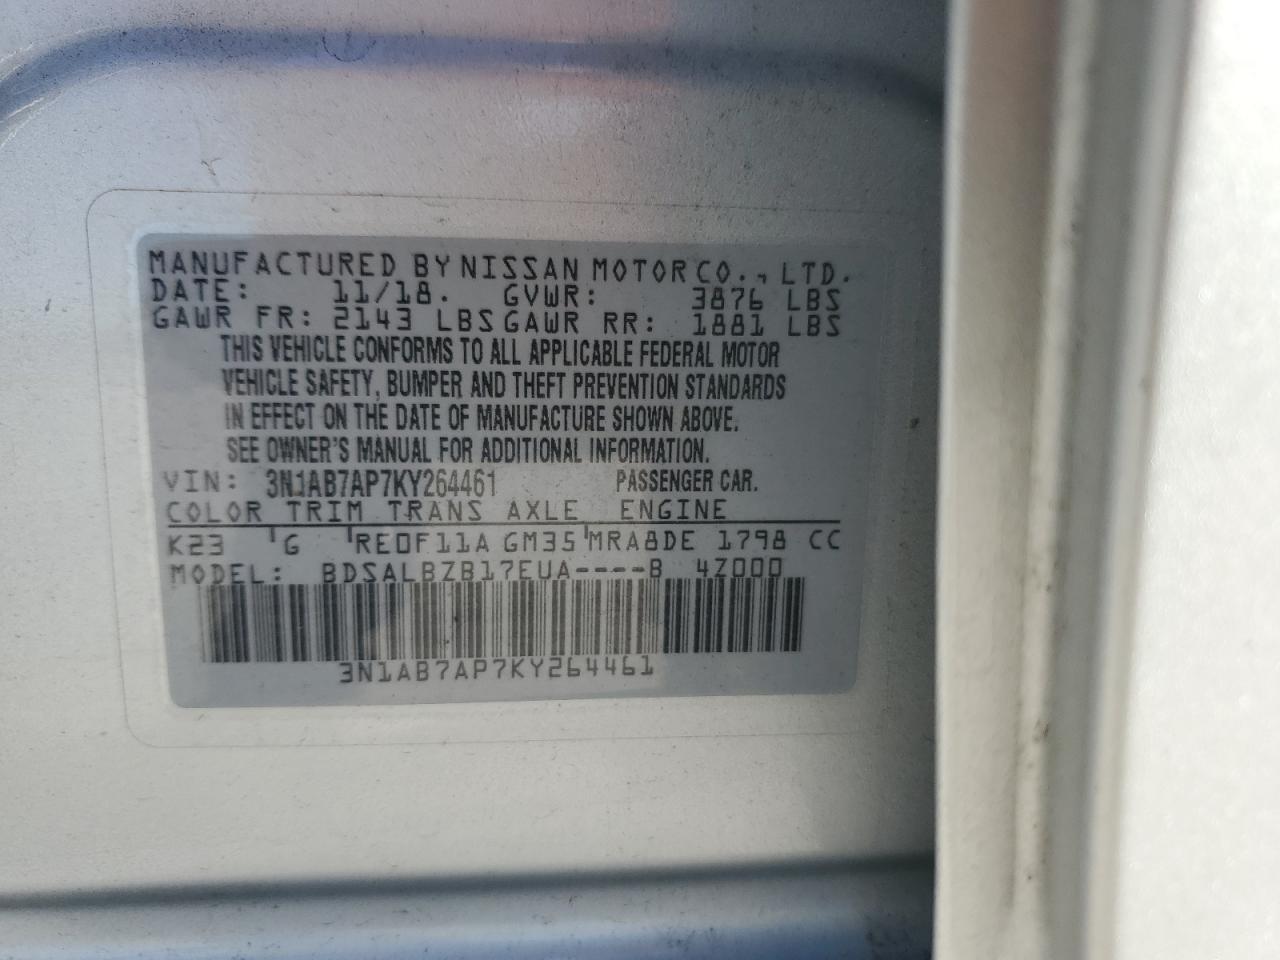 MANUFACTURED BY NISSAN MOTOR CO., LTD.
DATE: 11/18. GVWR: 3876 LBS
GAWR FR: 2143 LBS GAWR RR: 1881 LBS
THIS VEHICLE CONFORMS TO ALL APPLICABLE FEDERAL MOTOR
VEHICLE SAFETY, BUMPER AND THEFT PREVENTION STANDARDS
IN EFFECT ON THE DATE OF MANUFACTURE SHOWN ABOVE.
SEE OWNER'S MANUAL FOR ADDITIONAL INFORMATION.
VIN: 3N1AB7AP7KY264461 PASSENGER CAR.
COLOR TRIM TRANS AXLE ENGINE
K23 G RE0F11A GM35 MRA8DE 1798 CC
MODEL: BDSALBZB17EUA----B 4Z000
3N1AB7AP7KY264461